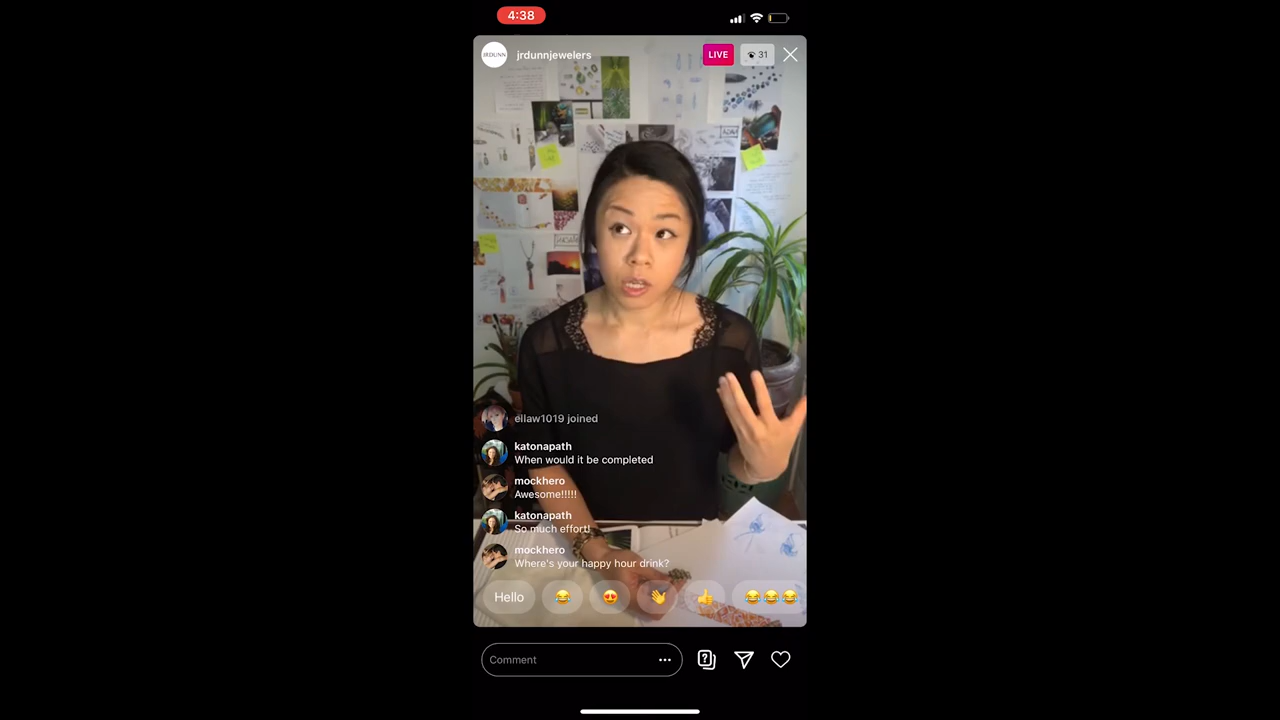 4:38
JRDUNN
jrdunnjewelers
LIVE
31
ellaw1019 joined
katonapath
When would it be completed
mockhero
Awesome!!!!!
katonapath
So much effort!
mockhero
Where's your happy hour drink?
Hello
Comment